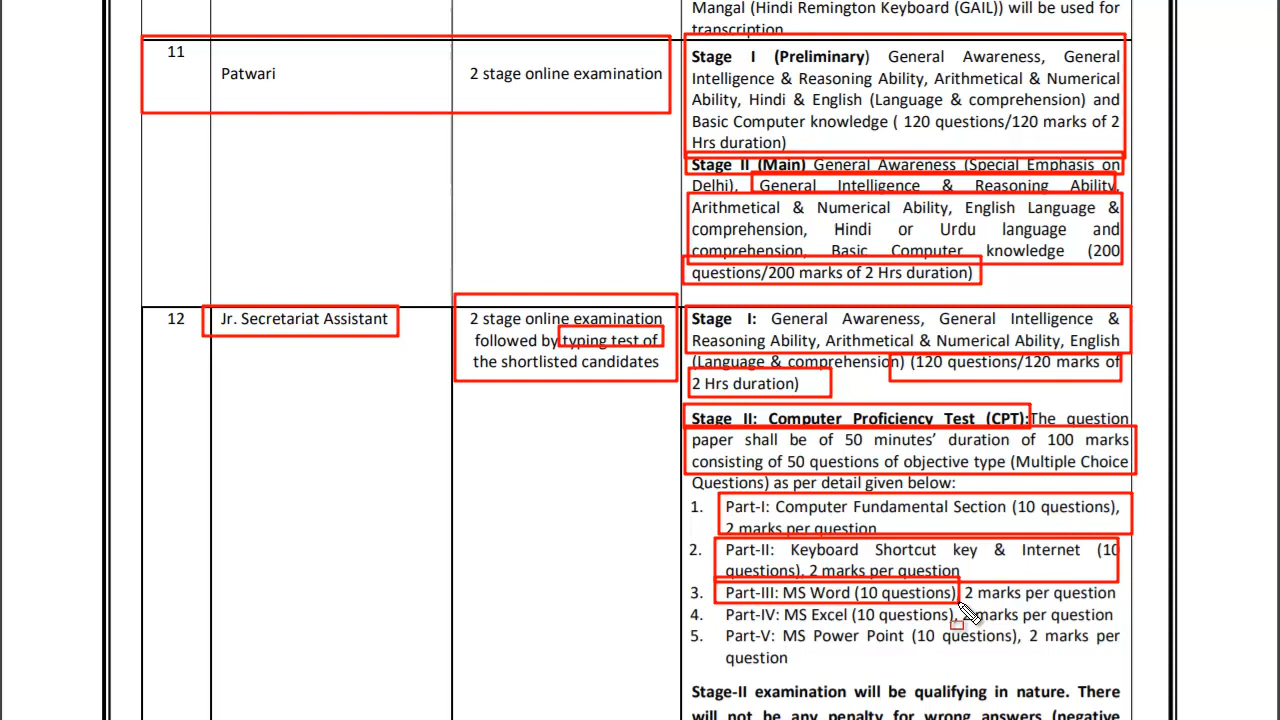 Mangal (Hindi Remington Keyboard (GAIL)) will be used for
transcription.
11
Patwari
2 stage online examination
Stage I (Preliminary) General Awareness, General
Intelligence & Reasoning Ability, Arithmetical & Numerical
Ability, Hindi & English (Language & comprehension) and
Basic Computer knowledge ( 120 questions/120 marks of 2
Hrs duration)
Stage II (Main) General Awareness (Special Emphasis on
Delhi), General Intelligence & Reasoning Ability,
Arithmetical & Numerical Ability, English Language &
comprehension, Hindi or Urdu language and
comprehension, Basic Computer knowledge (200
questions/200 marks of 2 Hrs duration)
12
Jr. Secretariat Assistant
2 stage online examination
followed by typing test of
the shortlisted candidates
Stage I: General Awareness, General Intelligence &
Reasoning Ability, Arithmetical & Numerical Ability, English
(Language & comprehension) (120 questions/120 marks of
2 Hrs duration)
Stage II: Computer Proficiency Test (CPT):The question
paper shall be of 50 minutes’ duration of 100 marks
consisting of 50 questions of objective type (Multiple Choice
Questions) as per detail given below:
1. Part-I: Computer Fundamental Section (10 questions),
2 marks per question
2. Part-II: Keyboard Shortcut key & Internet (10
questions), 2 marks per question
3. Part-III: MS Word (10 questions), 2 marks per question
4. Part-IV: MS Excel (10 questions), 2 marks per question
5. Part-V: MS Power Point (10 questions), 2 marks per
question
Stage-II examination will be qualifying in nature. There
will not be any penalty for wrong answers (negative